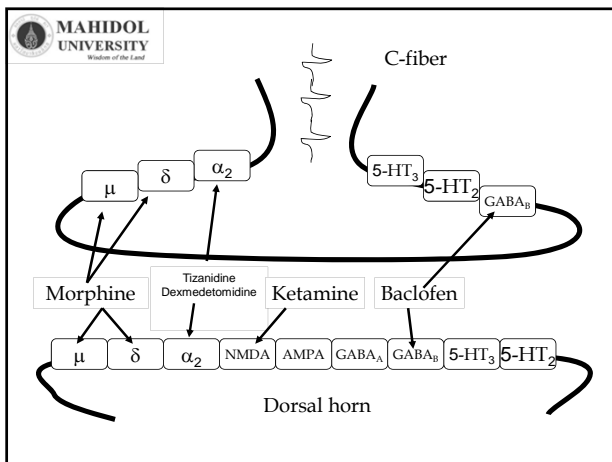 MAHIDOL
UNIVERSITY
Wisdom of the Land
C-fiber
μ
δ
α2
5-HT3
5-HT2
GABAB
Morphine
Tizanidine
Dexmedetomidine
Ketamine
Baclofen
μ
δ
α2
NMDA
AMPA
GABAA
GABAB
5-HT3
5-HT2
Dorsal horn